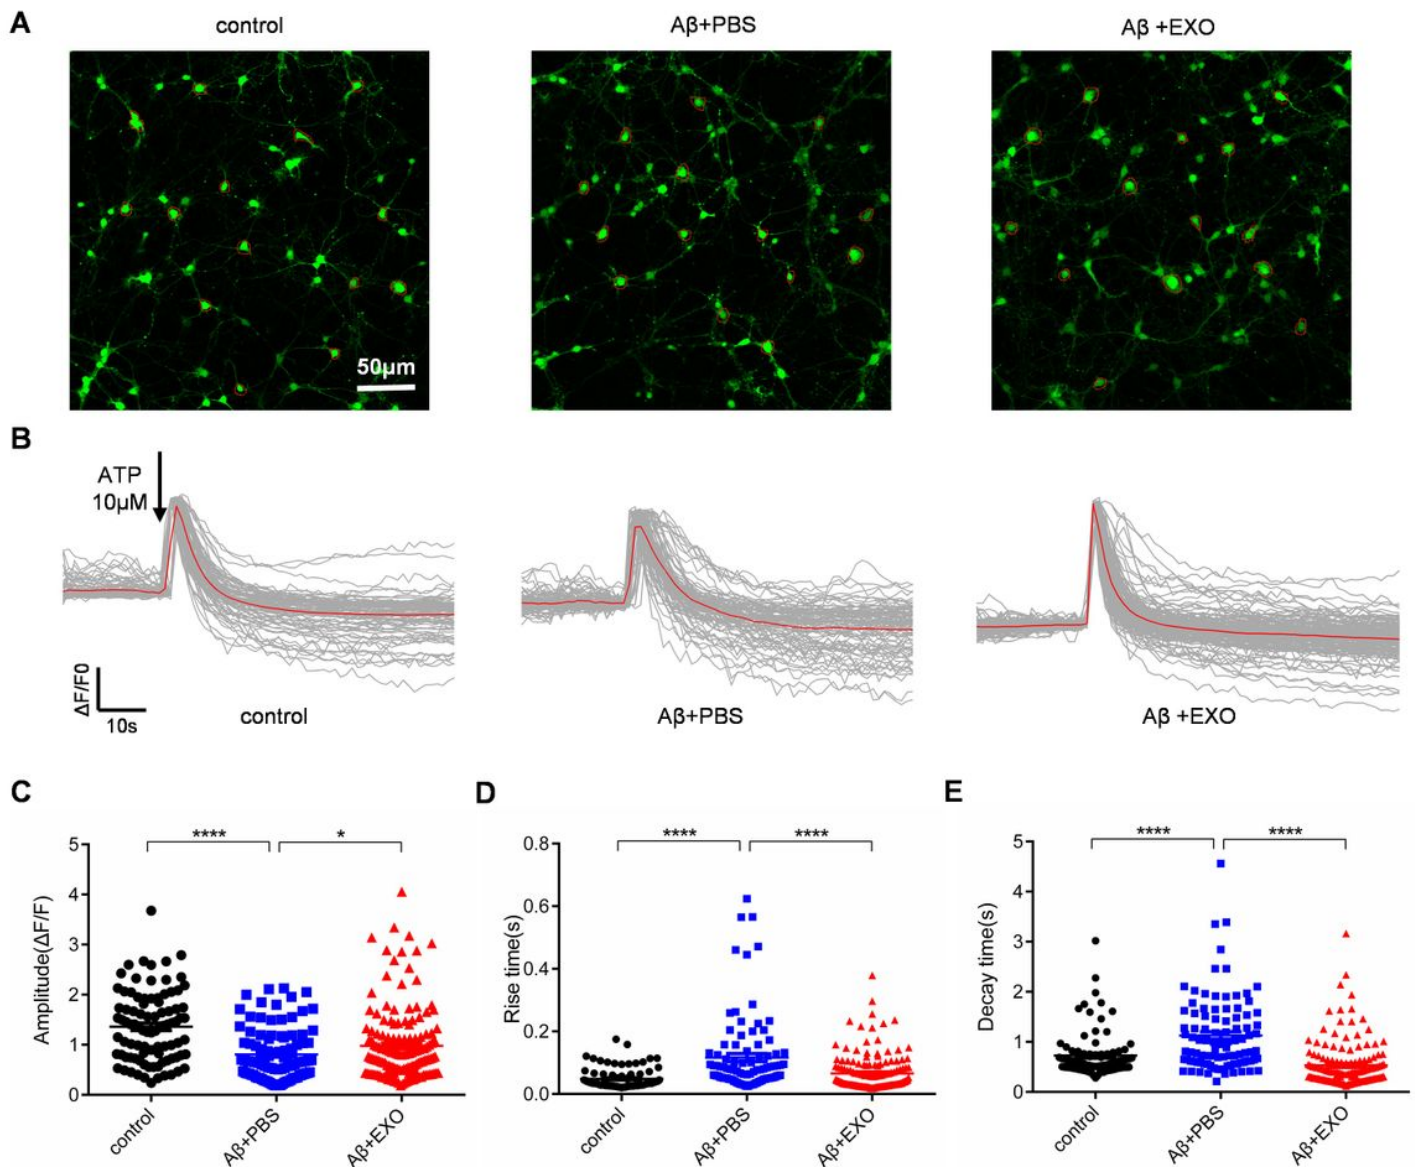 A
control
Aβ+PBS
Aβ +EXO
50μm
B
ATP
10μM
ΔF/F0
10s
control
Aβ+PBS
Aβ +EXO
C
D
E
Amplitude(ΔF/F)
5
4
3
2
1
0
**** *
control
Aβ+PBS
Aβ+EXO
Rise time(s)
0.8
0.6
0.4
0.2
0.0
**** ****
control
Aβ+PBS
Aβ+EXO
Decay time(s)
5
4
3
2
1
0
**** ****
control
Aβ+PBS
Aβ+EXO